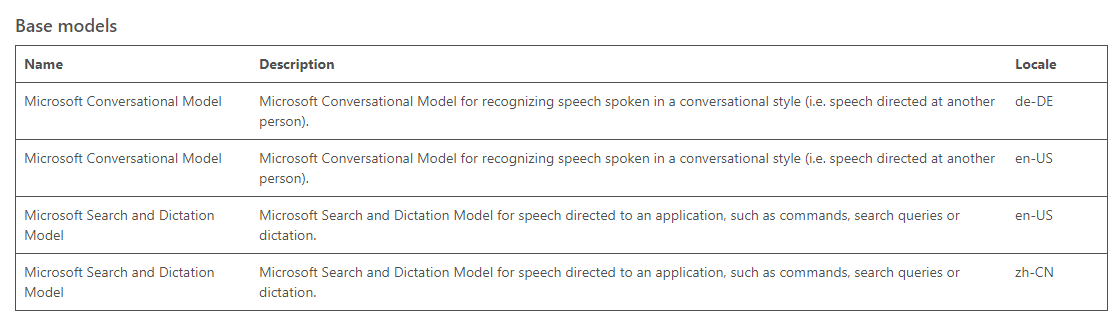 Base models
Name Description Locale
Microsoft Conversational Model Microsoft Conversational Model for recognizing speech spoken in a conversational style (i.e. speech directed at another de-DE
person).
Microsoft Conversational Model Microsoft Conversational Model for recognizing speech spoken in a conversational style (i.e. speech directed at another en-US
person).
Microsoft Search and Dictation Microsoft Search and Dictation Model for speech directed to an application, such as commands, search queries or en-US
Model dictation.
Microsoft Search and Dictation Microsoft Search and Dictation Model for speech directed to an application, such as commands, search queries or zh-CN
Model dictation.